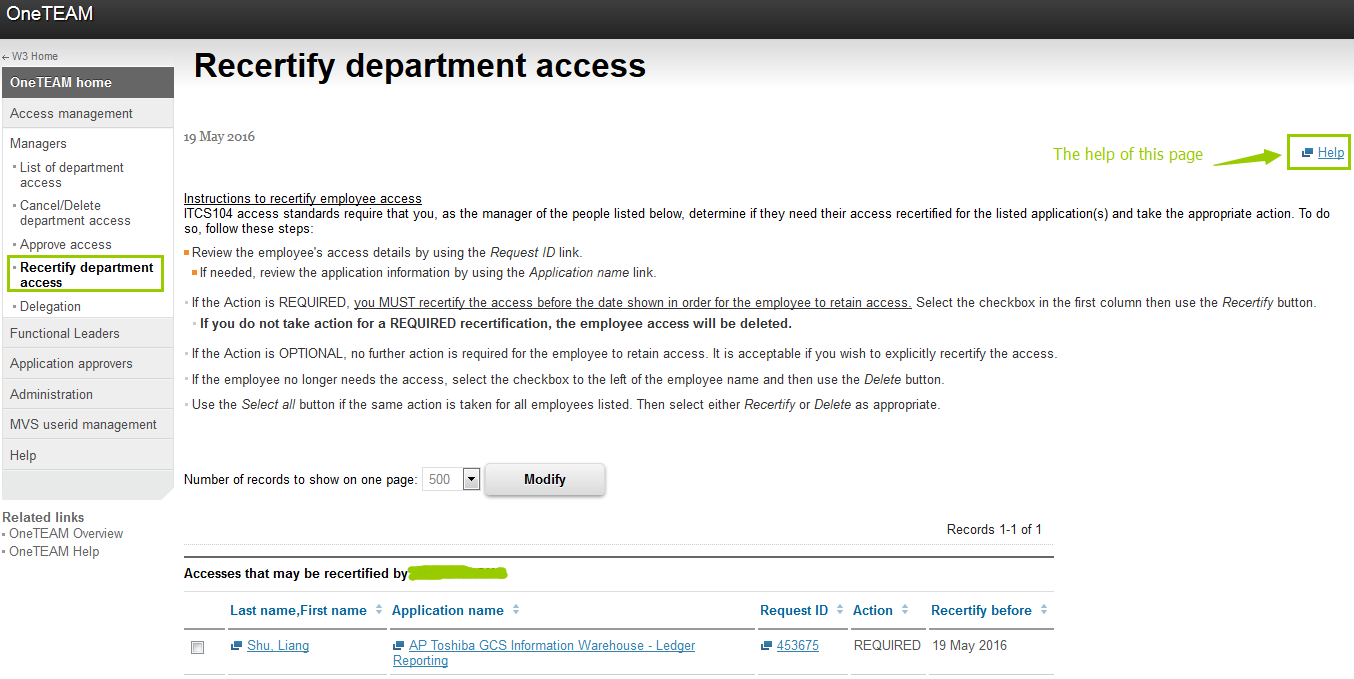 OneTEAM
W3 Home
OneTEAM home
Access management
Managers
List of department
access
Cancel/Delete
department access
Approve access
Recertify department
access
Delegation
Functional Leaders
Application approvers
Administration
MVS userid management
Help
Related links
OneTEAM Overview
OneTEAM Help
Recertify department access
19 May 2016
The help of this page
Help
Instructions to recertify employee access
ITCS104 access standards require that you, as the manager of the people listed below, determine if they need their access recertified for the listed application(s) and take the appropriate action. To do
so, follow these steps:
Review the employee's access details by using the Request ID link.
If needed, review the application information by using the Application name link.
If the Action is REQUIRED, you MUST recertify the access before the date shown in order for the employee to retain access. Select the checkbox in the first column then use the Recertify button.
If you do not take action for a REQUIRED recertification, the employee access will be deleted.
If the Action is OPTIONAL, no further action is required for the employee to retain access. It is acceptable if you wish to explicitly recertify the access.
If the employee no longer needs the access, select the checkbox to the left of the employee name and then use the Delete button.
Use the Select all button if the same action is taken for all employees listed. Then select either Recertify or Delete as appropriate.
Number of records to show on one page: 500 Modify
Records 1-1 of 1
Accesses that may be recertified by
Last name,First name Application name Request ID Action Recertify before
Shu, Liang AP Toshiba GCS Information Warehouse - Ledger 453675 REQUIRED 19 May 2016
Reporting